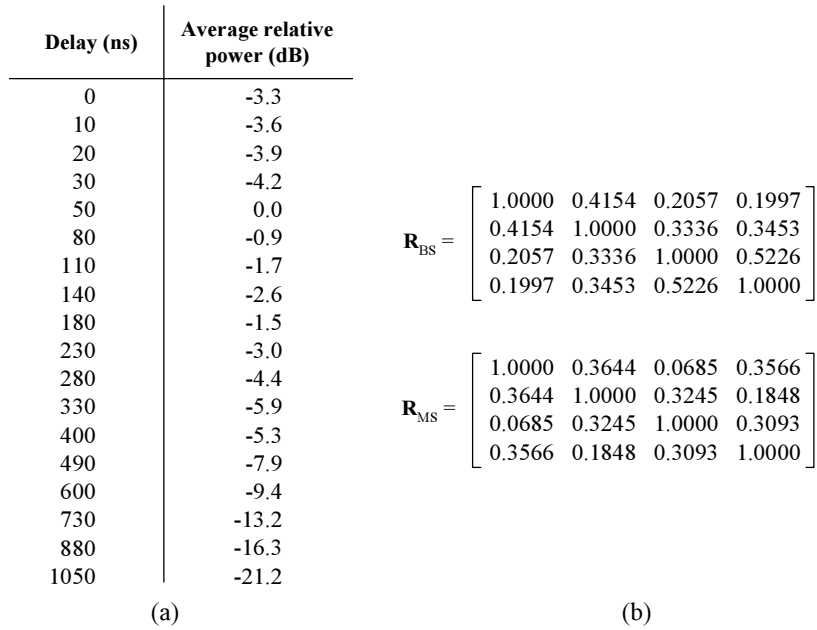 Delay (ns) Average relative power (dB)
0 -3.3
10 -3.6
20 -3.9
30 -4.2
50 0.0
80 -0.9
110 -1.7
140 -2.6
180 -1.5
230 -3.0
280 -4.4
330 -5.9
400 -5.3
490 -7.9
600 -9.4
730 -13.2
880 -16.3
1050 -21.2
(a)
R_BS =
1.0000 0.4154 0.2057 0.1997
0.4154 1.0000 0.3336 0.3453
0.2057 0.3336 1.0000 0.5226
0.1997 0.3453 0.5226 1.0000
R_MS =
1.0000 0.3644 0.0685 0.3566
0.3644 1.0000 0.3245 0.1848
0.0685 0.3245 1.0000 0.3093
0.3566 0.1848 0.3093 1.0000
(b)